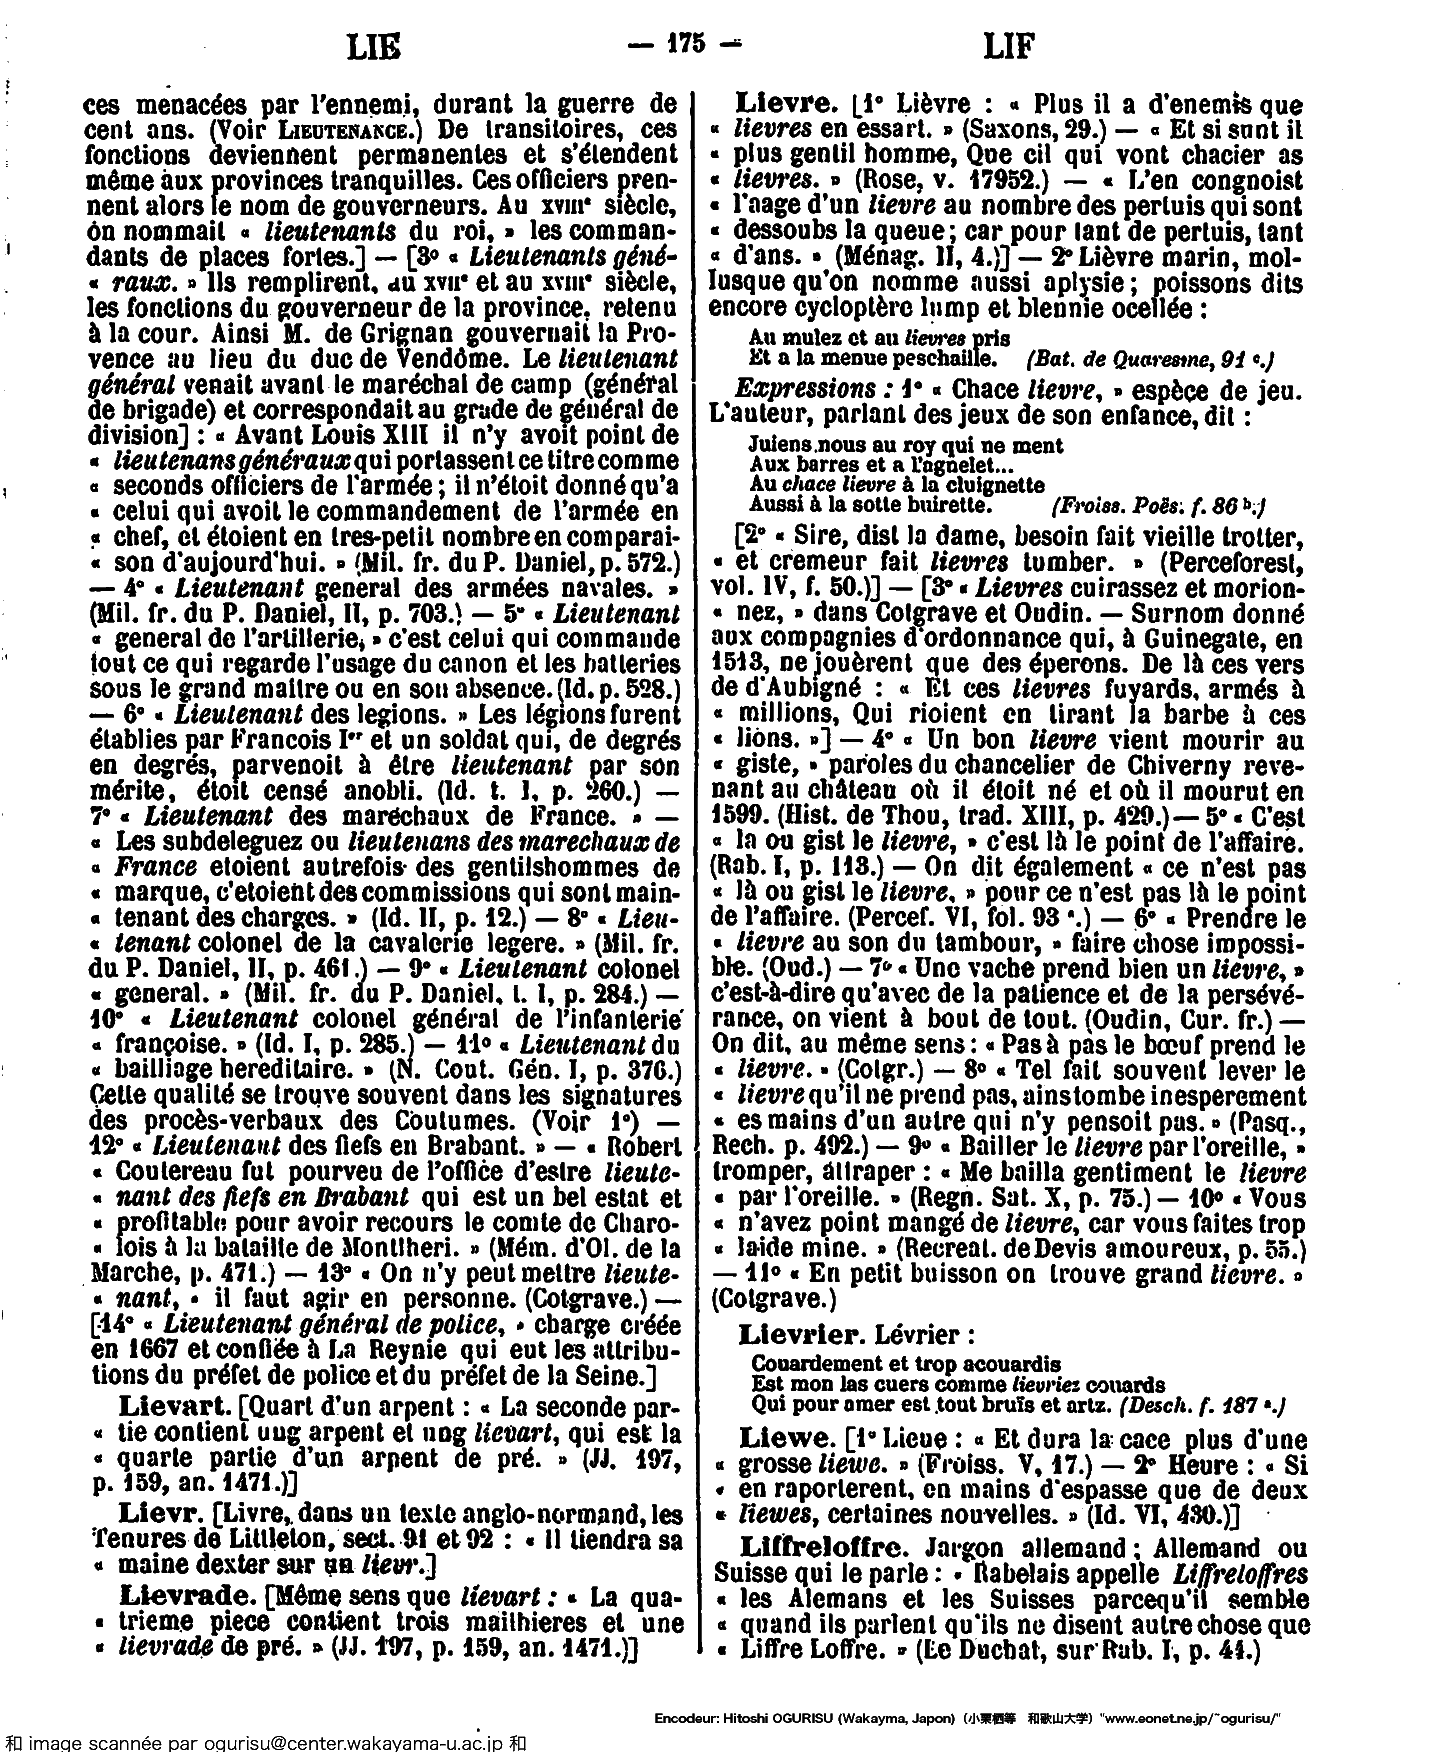 LIE — 175 — LIF
ces menacées par l'ennemi, durant la guerre de
cent ans. (Voir LIEUTENANCE.) De transitoires, ces
fonctions deviennent permanentes et s'étendent
même aux provinces tranquilles. Ces officiers pren-
nent alors le nom de gouverneurs. Au XVIIIe siècle,
on nommait « lieutenants du roi, » les comman-
dants de places fortes.] — [3° « Lieutenants géné-
« raux. » Ils remplirent, au XVIIe et au XVIIIe siècle,
les fonctions du gouverneur de la province, retenu
à la cour. Ainsi M. de Grignan gouvernait la Pro-
vence au lieu du duc de Vendôme. Le lieutenant
général venait avant le maréchal de camp (général
de brigade) et correspondait au grade de général de
division] : « Avant Louis XIII il n'y avoit point de
« lieutenans généraux qui portassent ce titre comme
« seconds officiers de l'armée ; il n'étoit donné qu'a
« celui qui avoit le commandement de l'armée en
« chef, et étoient en tres-petit nombre en comparai-
« son d'aujourd'hui. » (Mil. fr. du P. Daniel, p. 572.)
— 4° « Lieutenant general des armées navales. »
(Mil. fr. du P. Daniel, II, p. 703.) — 5° « Lieutenant
« general de l'artillerie, » c'est celui qui commande
tout ce qui regarde l'usage du canon et les batteries
sous le grand maître ou en son absence. (Id. p. 528.)
— 6° « Lieutenant des legions. » Les légions furent
établies par Francois Ier et un soldat qui, de degrés
en degrés, parvenoit à être lieutenant par son
mérite, étoit censé anobli. (Id. t. I, p. 260.) —
7° « Lieutenant des maréchaux de France. » —
« Les subdeleguez ou lieutenans des marechaux de
« France etoient autrefois des gentilshommes de
« marque, c'etoient des commissions qui sont main-
« tenant des charges. » (Id. II, p. 12.) — 8° « Lieu-
« tenant colonel de la cavalerie legere. » (Mil. fr.
du P. Daniel, II, p. 461.) — 9° « Lieutenant colonel
« general. » (Mil. fr. du P. Daniel, t. I, p. 284.) —
10° « Lieutenant colonel général de l'infanterie
« françoise. » (Id. I, p. 285.) — 11° « Lieutenant du
« bailliage hereditaire. » (N. Cout. Gén. I, p. 376.)
Cette qualité se trouve souvent dans les signatures
des procès-verbaux des Coutumes. (Voir 1°) —
12° « Lieutenant des fiefs en Brabant. » — « Robert
« Coutereau fut pourveu de l'office d'estre lieute-
« nant des fiefs en Brabant qui est un bel estat et
« profitable pour avoir recours le comte de Charo-
« lois à la bataille de Montlheri. » (Mém. d'Ol. de la
Marche, p. 471.) — 13° « On n'y peut mettre lieute-
« nant, » il faut agir en personne. (Cotgrave.) —
[14° « Lieutenant général de police, » charge créée
en 1667 et confiée à La Reynie qui eut les attribu-
tions du préfet de police et du préfet de la Seine.]
Lievart. [Quart d'un arpent : « La seconde par-
« tie contient ung arpent et ung lievart, qui est la
« quarte partie d'un arpent de pré. » (JJ. 197,
p. 159, an. 1471.)]
Lievr. [Livre, dans un texte anglo-normand, les
Tenures de Littleton, sect. 91 et 92 : « Il tiendra sa
« maine dexter sur un lievr.]
Lievrade. [Même sens que lievart : « La qua-
« trieme piece contient trois mailhieres et une
« lievrade de pré. » (JJ. 197, p. 159, an. 1471.)]
Lievre. [1° Lièvre : « Plus il a d'enemis que
« lievres en essart. » (Saxons, 29.) — « Et si sunt il
« plus gentil homme, Que cil qui vont chacier as
« lievres. » (Rose, v. 17952.) — « L'en congnoist
« l'aage d'un lievre au nombre des pertuis qui sont
« dessoubs la queue ; car pour tant de pertuis, tant
« d'ans. » (Ménag. II, 4.)] — 2° Lièvre marin, mol-
lusque qu'on nomme aussi aplysie ; poissons dits
encore cycloptère lump et blennie ocellée :
Au mulez et au lievres pris
Et a la menue peschaille. (Bat. de Quaresme, 91 c.)
Expressions : 1° « Chace lievre, » espèce de jeu.
L'auteur, parlant des jeux de son enfance, dit :
Juiens nous au roy qui ne ment
Aux barres et a l'agnelet...
Au chace lievre à la cluignette
Aussi à la sotte buirette. (Froiss. Poës. f. 86 b.)
[2° « Sire, dist la dame, besoin fait vieille trotter,
« et cremeur fait lievres tumber. » (Perceforest,
vol. IV, f. 50.)] — [3° « Lievres cuirassez et morion-
« nez, » dans Cotgrave et Oudin. — Surnom donné
aux compagnies d'ordonnance qui, à Guinegate, en
1513, ne jouèrent que des éperons. De là ces vers
de d'Aubigné : « Et ces lievres fuyards, armés à
« millions, Qui rioient en tirant la barbe à ces
« lions. »] — 4° « Un bon lievre vient mourir au
« giste, » paroles du chancelier de Chiverny reve-
nant au château où il étoit né et où il mourut en
1599. (Hist. de Thou, trad. XIII, p. 429.) — 5° « C'est
« la ou gist le lievre, » c'est là le point de l'affaire.
(Rab. I, p. 113.) — On dit également « ce n'est pas
« là ou gist le lievre, » pour ce n'est pas là le point
de l'affaire. (Percef. VI, fol. 93 a.) — 6° « Prendre le
« lievre au son du tambour, » faire chose impossi-
ble. (Oud.) — 7° « Une vache prend bien un lievre, »
c'est-à-dire qu'avec de la patience et de la persévé-
rance, on vient à bout de tout. (Oudin, Cur. fr.) —
On dit, au même sens : « Pas à pas le bœuf prend le
« lievre. » (Cotgr.) — 8° « Tel fait souvent lever le
« lievre qu'il ne prend pas, ains tombe inesperement
« es mains d'un autre qui n'y pensoit pas. » (Pasq.,
Rech. p. 492.) — 9° « Bailler le lievre par l'oreille, »
tromper, attraper : « Me bailla gentiment le lievre
« par l'oreille. » (Regn. Sat. X, p. 75.) — 10° « Vous
« n'avez point mangé de lievre, car vous faites trop
« laide mine. » (Recreat. de Devis amoureux, p. 55.)
— 11° « En petit buisson on trouve grand lievre. »
(Cotgrave.)
Lievrier. Lévrier :
Couardement et trop acouardis
Est mon las cuers comme lievriez couards
Qui pour amer est tout bruïs et artz. (Desch. f. 187 a.)
Liewe. [1° Lieue : « Et dura la cace plus d'une
« grosse liewe. » (Froiss. V, 17.) — 2° Heure : « Si
« en raporterent, en mains d'espasse que de deux
« liewes, certaines nouvelles. » (Id. VI, 430.)]
Liffreloffre. Jargon allemand ; Allemand ou
Suisse qui le parle : « Rabelais appelle Liffreloffres
« les Alemans et les Suisses parcequ'il semble
« quand ils parlent qu'ils ne disent autre chose que
« Liffre Loffre. » (Le Duchat, sur Rab. I, p. 44.)
Encodeur: Hitoshi OGURISU (Wakayma, Japon) (小栗栖等 和歌山大学) "www.eonet.ne.jp/~ogurisu/"
和 image scannée par ogurisu@center.wakayama-u.ac.jp 和